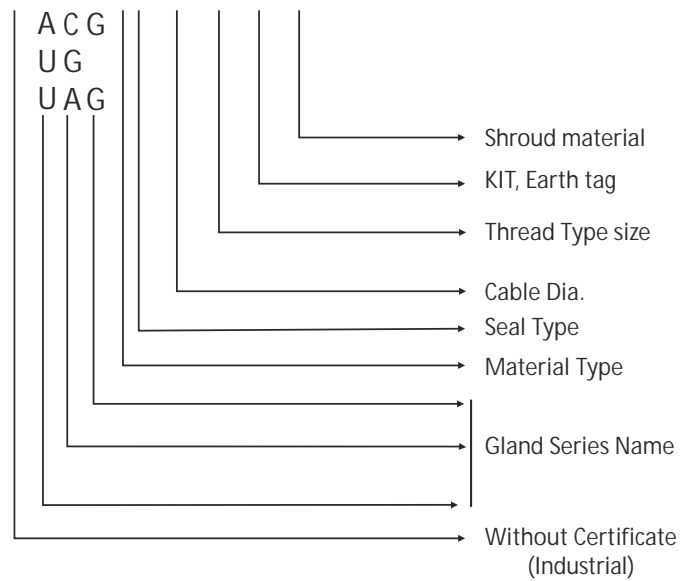 A C G
U G
U A G
Shroud material
KIT, Earth tag
Thread Type size
Cable Dia.
Seal Type
Material Type
Gland Series Name
Without Certificate
(Industrial)